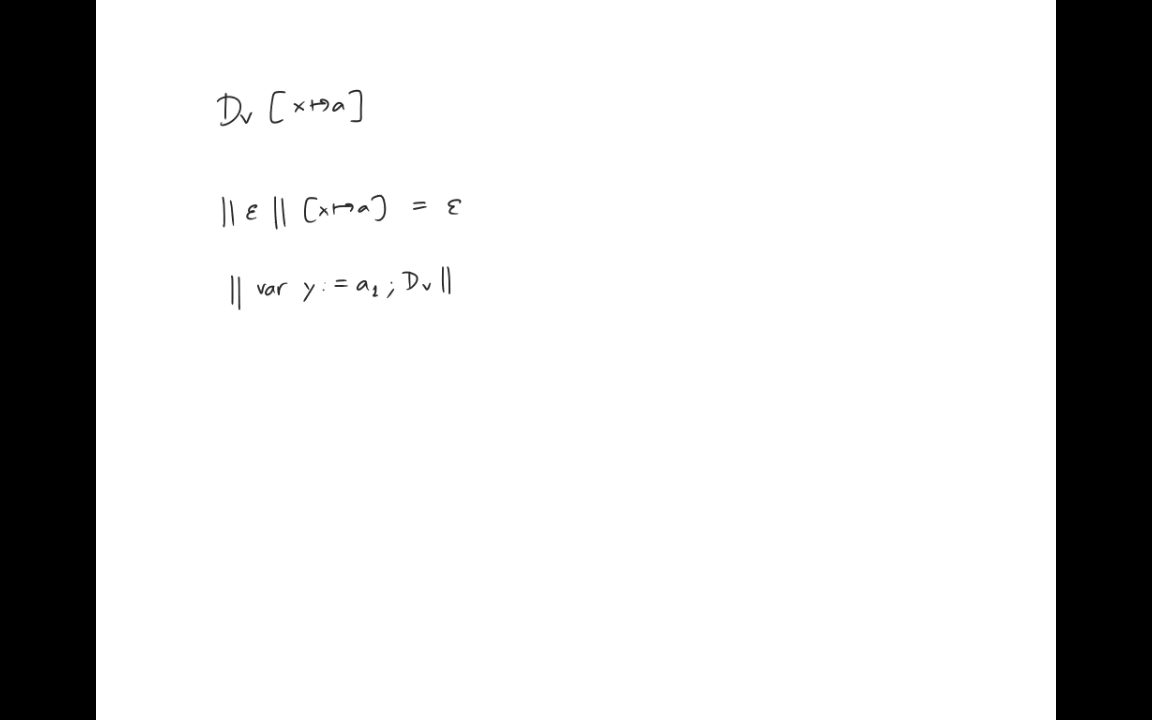 Dᵥ [x↦a]
|| ε || [x↦a] = ε
|| var y := a₁ ; Dᵥ ||